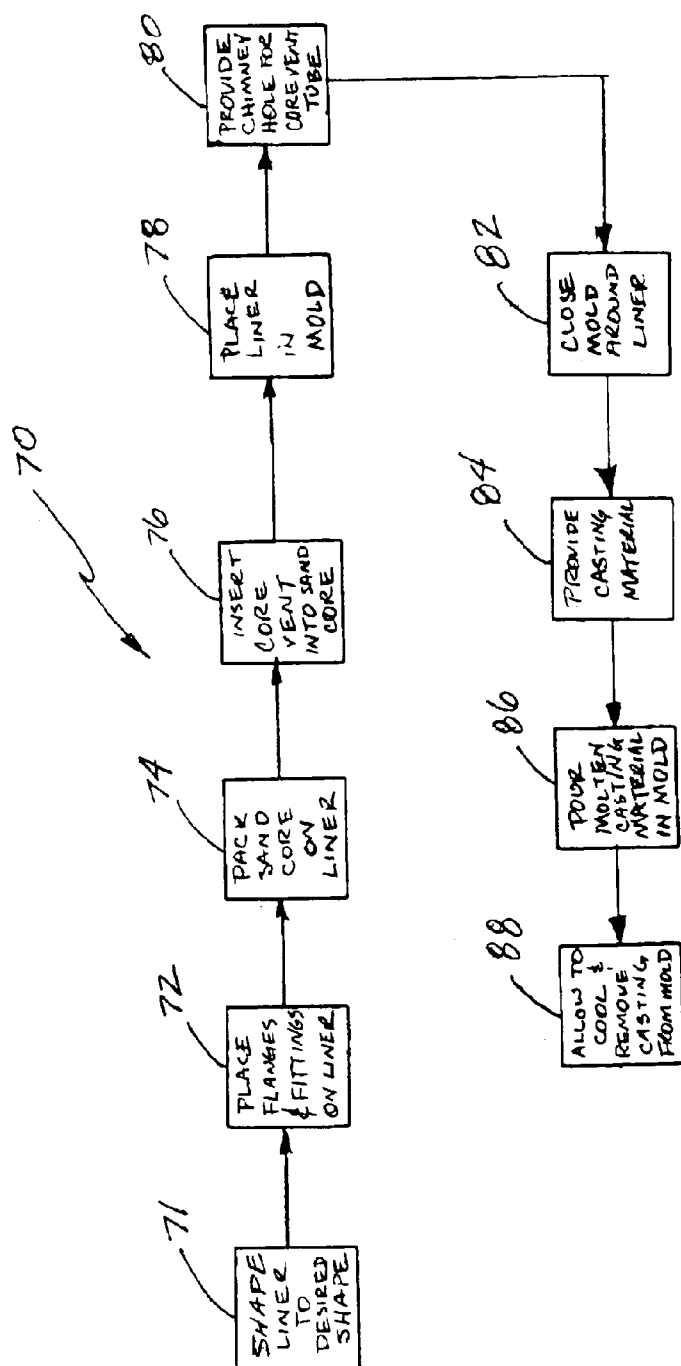 70
71
SHAPE
LINER
TO
DESIRED
SHAPE
72
PLACE
FLANGES
& FITTINGS
ON LINER
74
PACK
SAND
CORE
ON
LINER
76
INSERT
CORE
VENT
INTO SAND
CORE
78
PLACE
LINER
IN
MOLD
80
PROVIDE
CHIMNEY
HOLE FOR
COREVENT
TUBE
82
CLOSE
MOLD
AROUND
LINER
84
PROVIDE
CASTING
MATERIAL
86
POUR
MOLTEN
CASTING
MATERIAL
IN MOLD
88
ALLOW TO
COOL &
REMOVE
CASTING
FROM MOLD